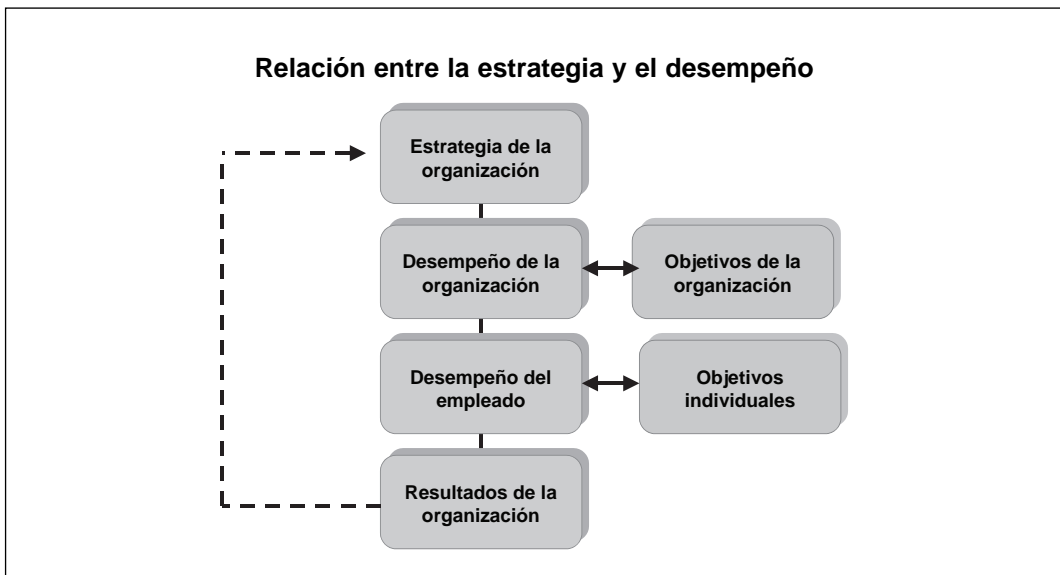 Relación entre la estrategia y el desempeño
Estrategia de la
organización
Desempeño de la
organización
Objetivos de la
organización
Desempeño del
empleado
Objetivos
individuales
Resultados de la
organización